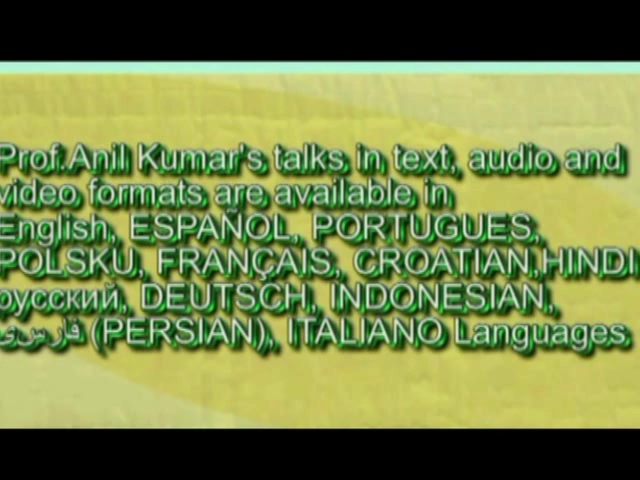 Prof.Anil Kumar's talks in text, audio and
video formats are available in
English, ESPAÑOL, PORTUGUES,
POLSKU, FRANÇAIS, CROATIAN,HINDI
русский, DEUTSCH, INDONESIAN,
فارسی (PERSIAN), ITALIANO Languages